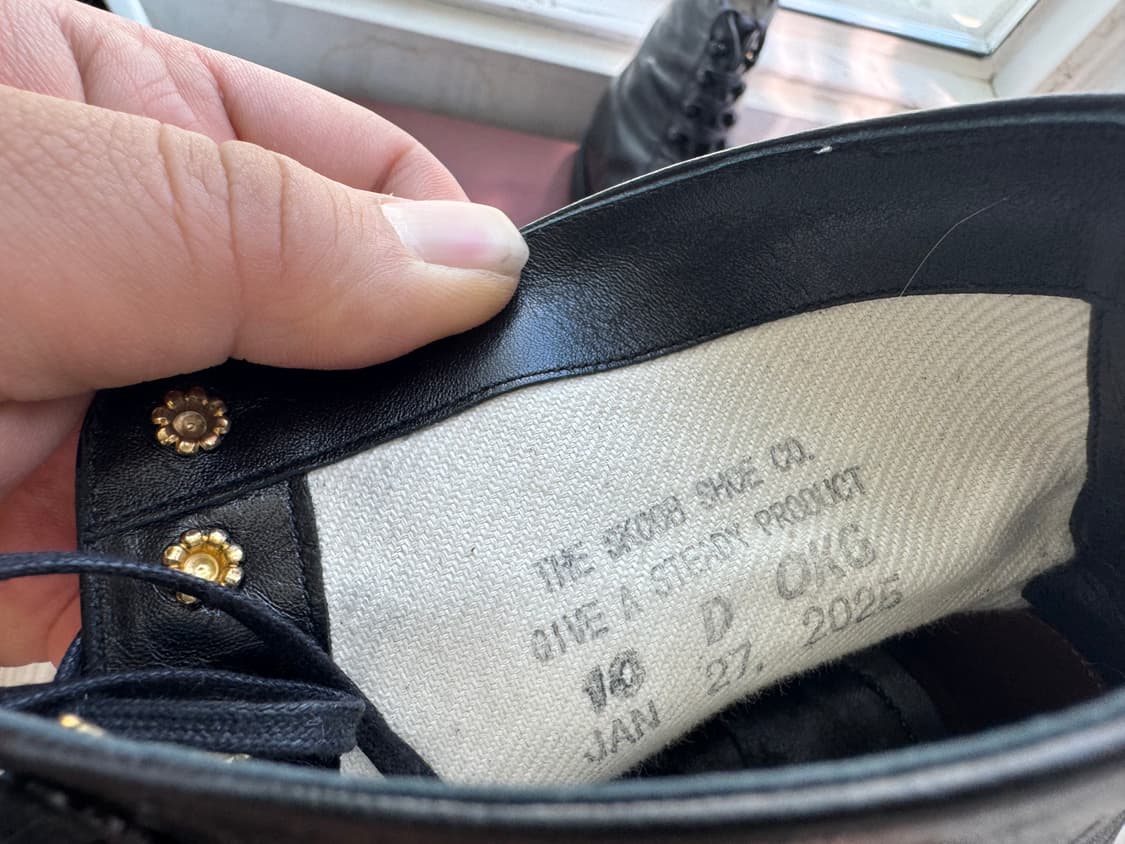 THE SKOOB SHOE CO.
GIVE A STEADY PRODUCT
10 D OKG
JAN 27. 2025